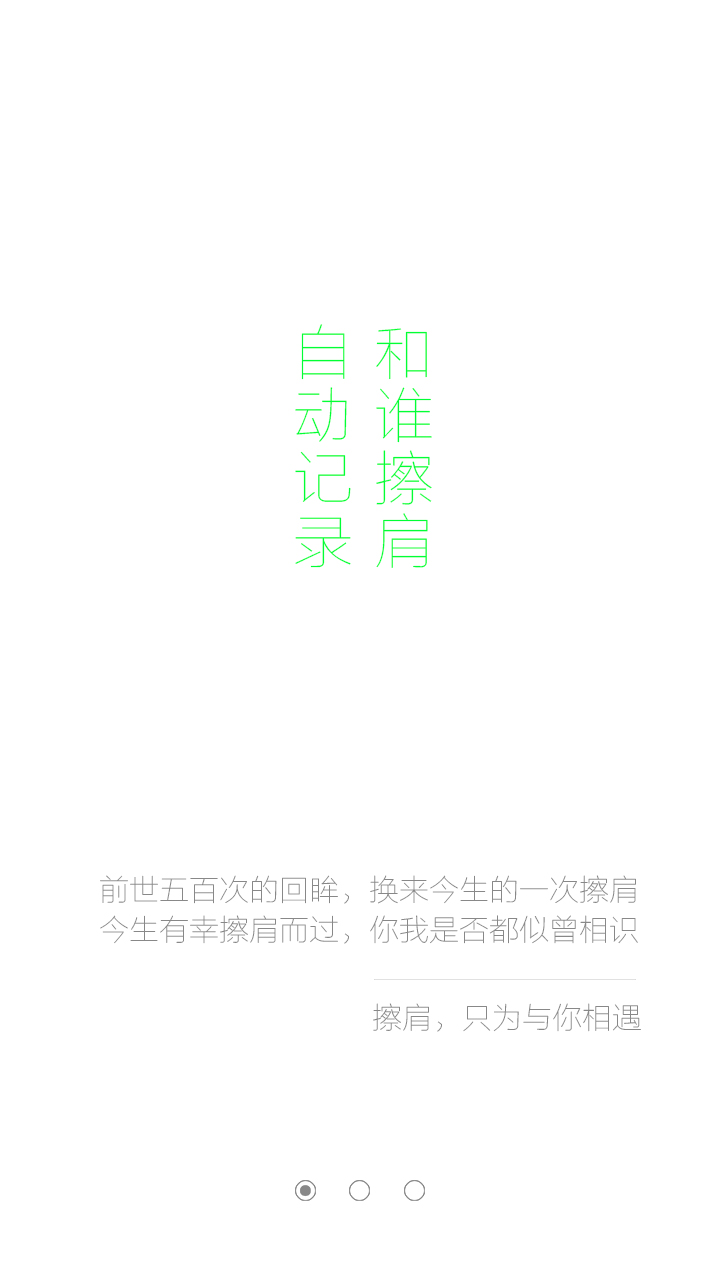 和谁擦肩
自动记录
前世五百次的回眸，换来今生的一次擦肩
今生有幸擦肩而过，你我是否都似曾相识
擦肩，只为与你相遇